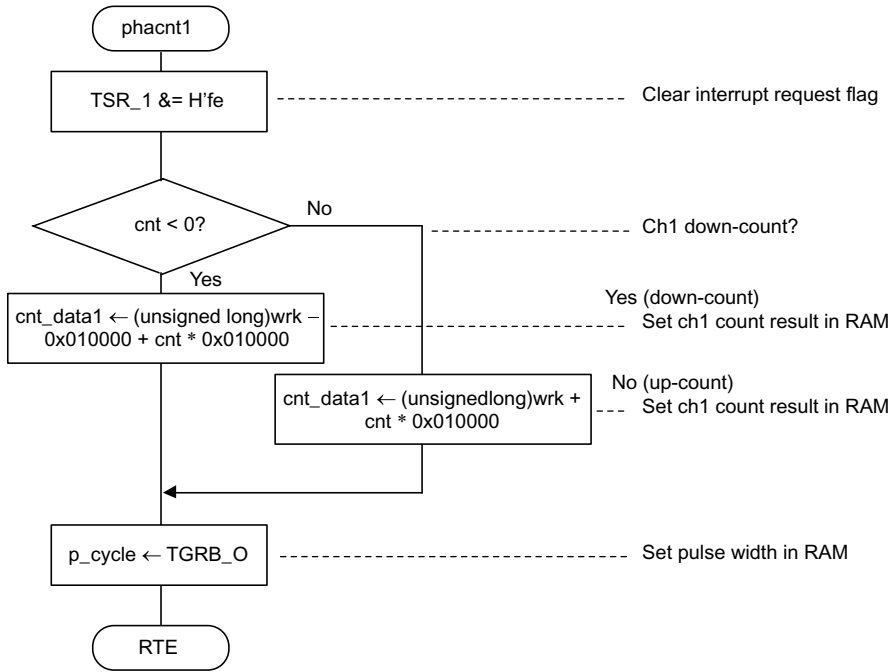 phacnt1
TSR_1 &= H'fe
Clear interrupt request flag
cnt < 0?
No
Ch1 down-count?
Yes
cnt_data1 ← (unsigned long)wrk –
0x010000 + cnt * 0x010000
Yes (down-count)
Set ch1 count result in RAM
cnt_data1 ← (unsignedlong)wrk +
cnt * 0x010000
No (up-count)
Set ch1 count result in RAM
p_cycle ← TGRB_O
Set pulse width in RAM
RTE